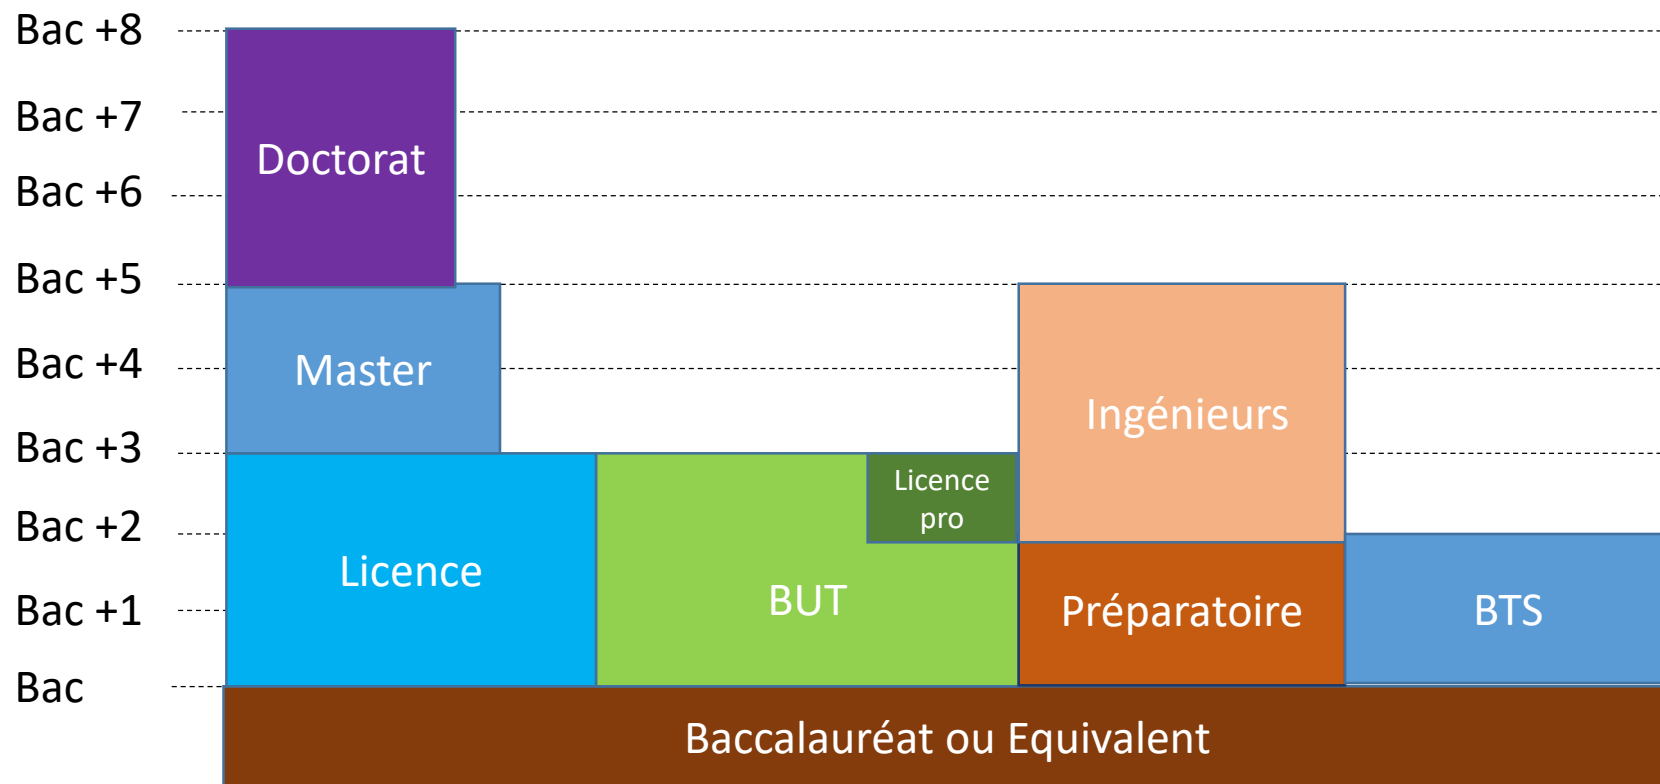 Bac +8
Bac +7
Doctorat
Bac +6
Bac +5
Bac +4
Master
Ingénieurs
Bac +3
Licence
pro
Bac +2
Licence
BUT
Bac +1
Préparatoire
BTS
Bac
Baccalauréat ou Equivalent